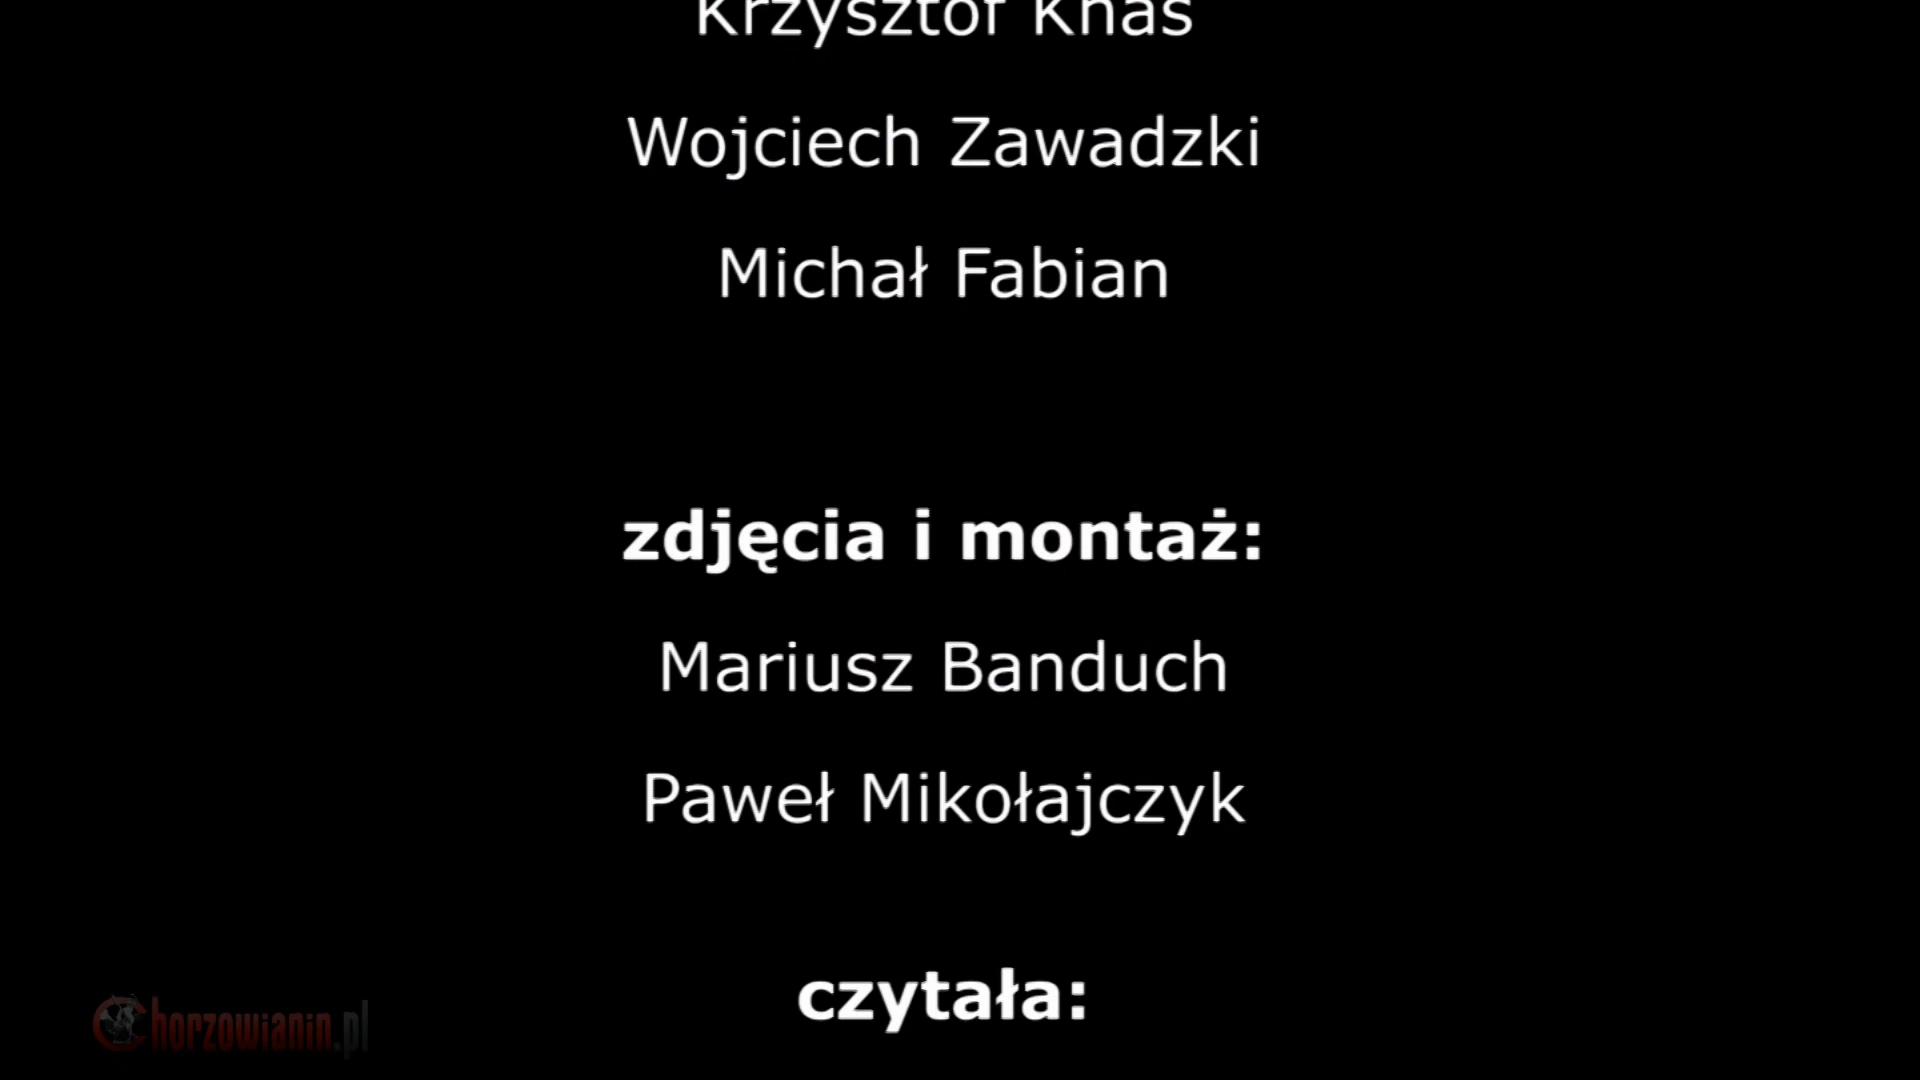 Krzysztof Knas
Wojciech Zawadzki
Michał Fabian
zdjęcia i montaż:
Mariusz Banduch
Paweł Mikołajczyk
czytała:
Chorzowianin.pl